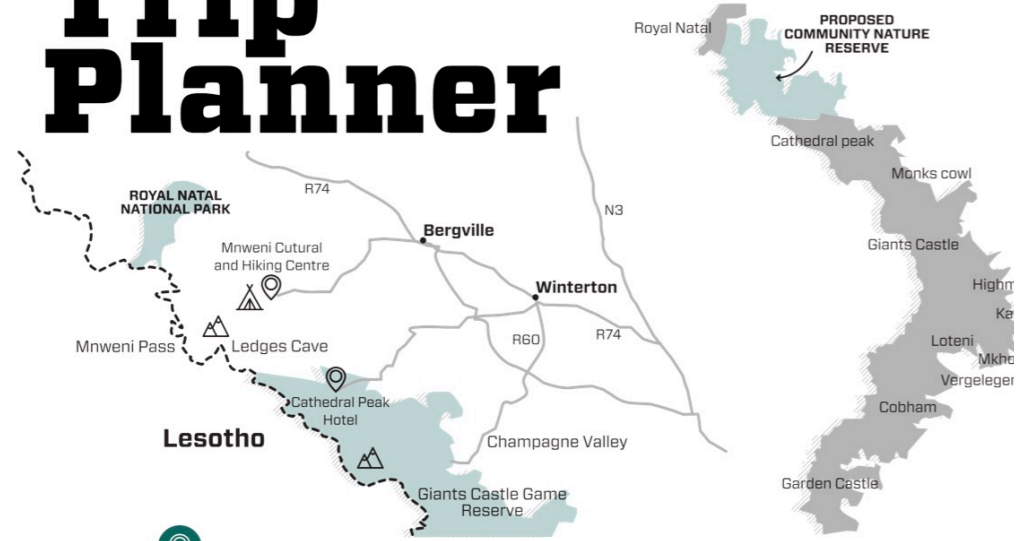 Trip
Planner
Royal Natal
PROPOSED
COMMUNITY NATURE
RESERVE
Cathedral peak
Monks cowl
Giants Castle
Loteni
Cobham
Garden Castle
ROYAL NATAL
NATIONAL PARK
R74
N3
Bergville
Mnweni Cutural
and Hiking Centre
Winterton
Mnweni Pass
Ledges Cave
R60
R74
Cathedral Peak
Hotel
Lesotho
Champagne Valley
Giants Castle Game
Reserve